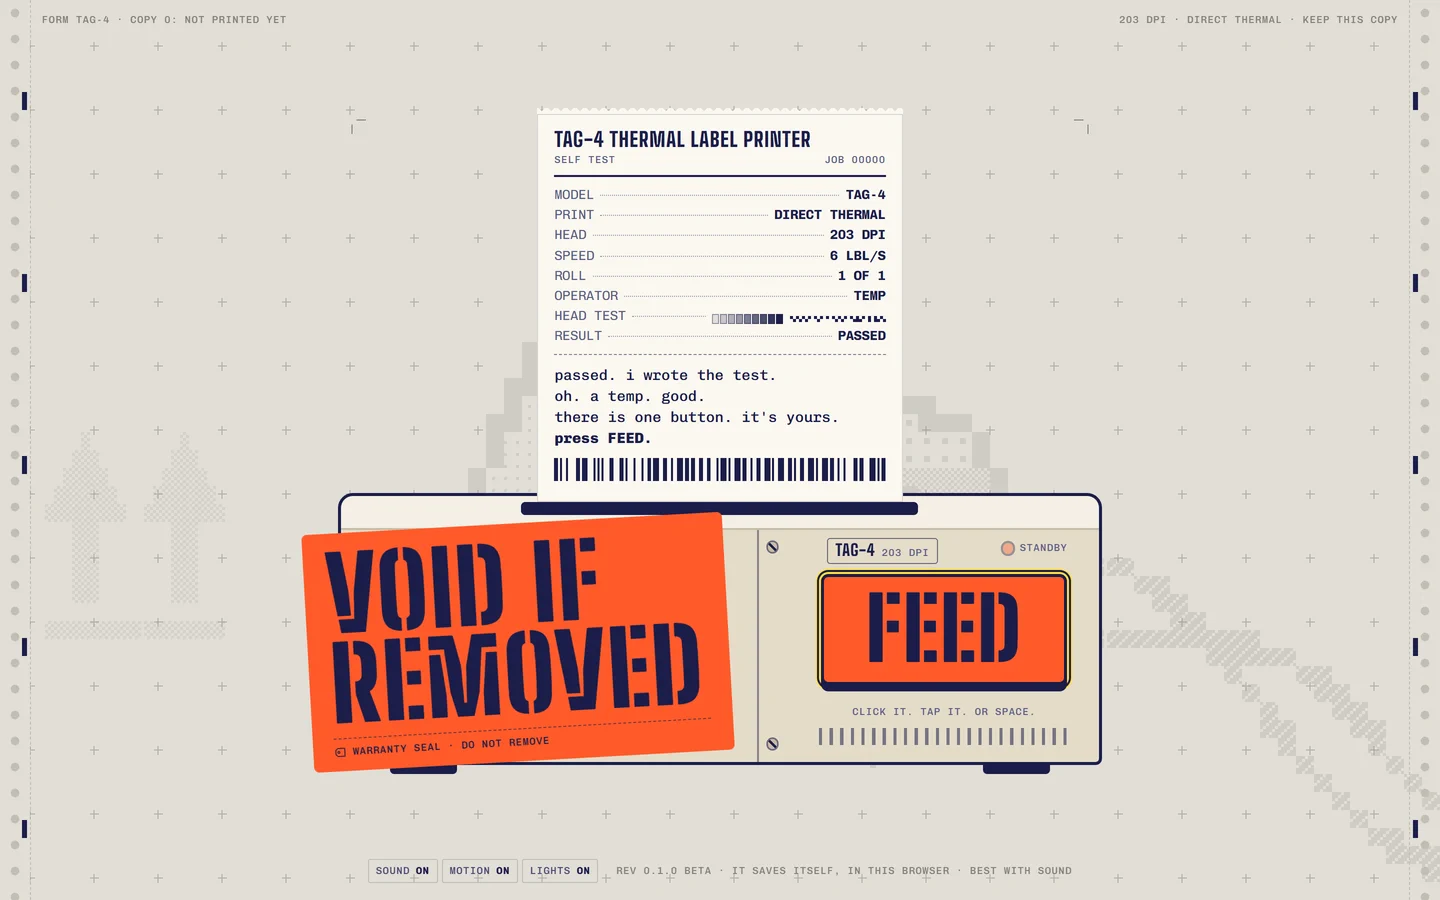 FORM TAG-4 · COPY 0: NOT PRINTED YET
203 DPI · DIRECT THERMAL · KEEP THIS COPY
TAG-4 THERMAL LABEL PRINTER
SELF TEST JOB 00000
MODEL TAG-4
PRINT DIRECT THERMAL
HEAD 203 DPI
SPEED 6 LBL/S
ROLL 1 OF 1
OPERATOR TEMP
HEAD TEST
RESULT PASSED
passed. i wrote the test.
oh. a temp. good.
there is one button. it's yours.
press FEED.
VOID IF
REMOVED
WARRANTY SEAL · DO NOT REMOVE
TAG-4 203 DPI
STANDBY
FEED
CLICK IT. TAP IT. OR SPACE.
SOUND ON MOTION ON LIGHTS ON REV 0.1.0 BETA · IT SAVES ITSELF, IN THIS BROWSER · BEST WITH SOUND